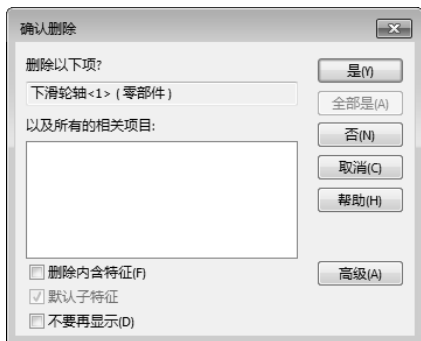 确认删除
删除以下项?
下滑轮轴<1> (零部件)
以及所有的相关项目:
是(Y)
全部是(A)
否(N)
取消(C)
帮助(H)
高级(A)
删除内含特征(F)
默认子特征
不要再显示(D)